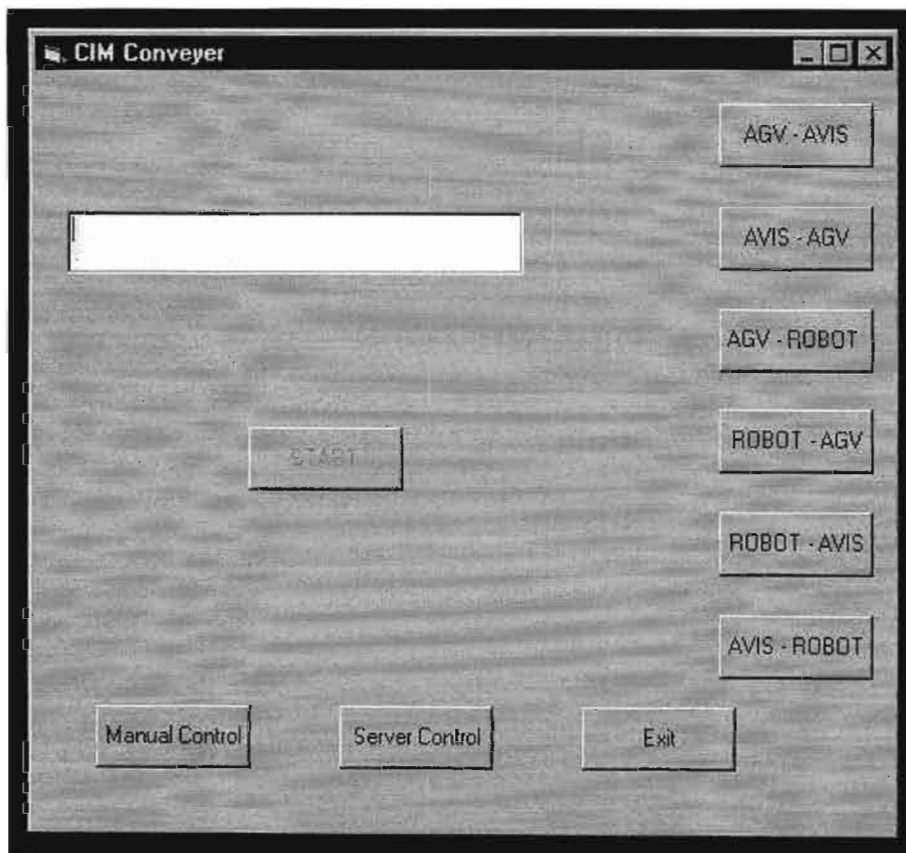 CIM Conveyer
AGV - AVIS
AVIS - AGV
AGV - ROBOT
START
ROBOT - AGV
ROBOT - AVIS
AVIS - ROBOT
Manual Control
Server Control
Exit